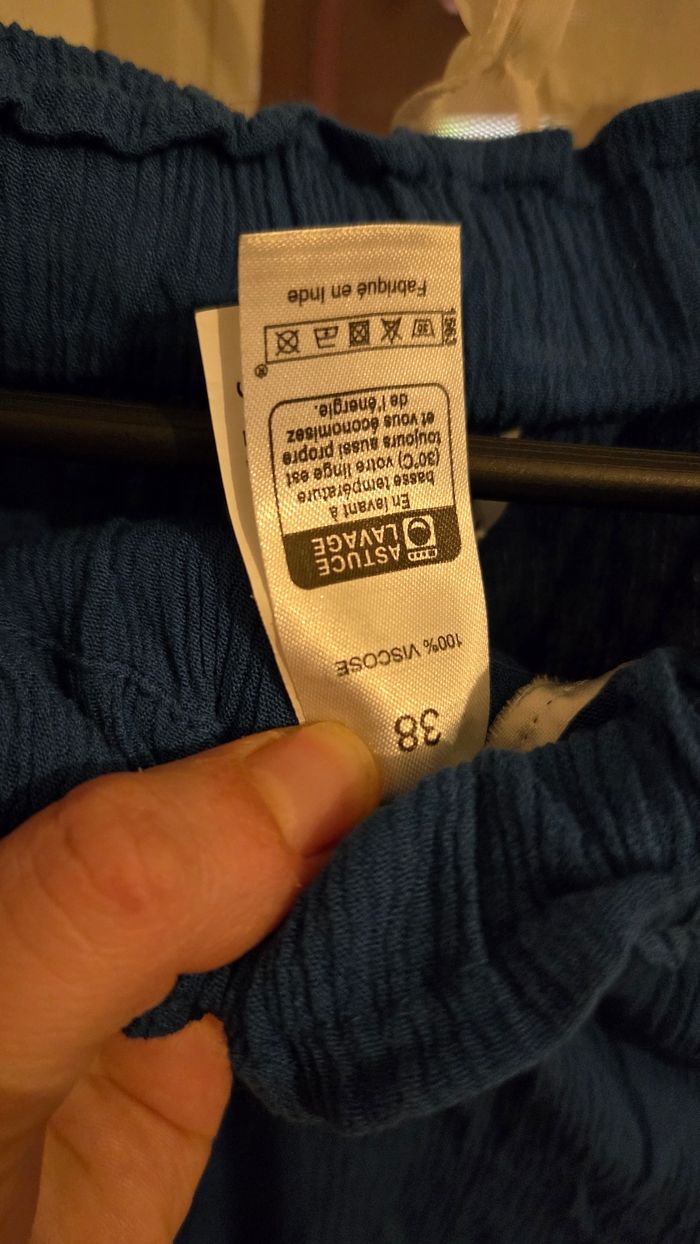 38
100% VISCOSE
ASTUCE
LAVAGE
En lavant à
basse température
(30°C) votre linge est
toujours aussi propre
et vous économisez
de l'énergie.
®
30
Fabriqué en Inde